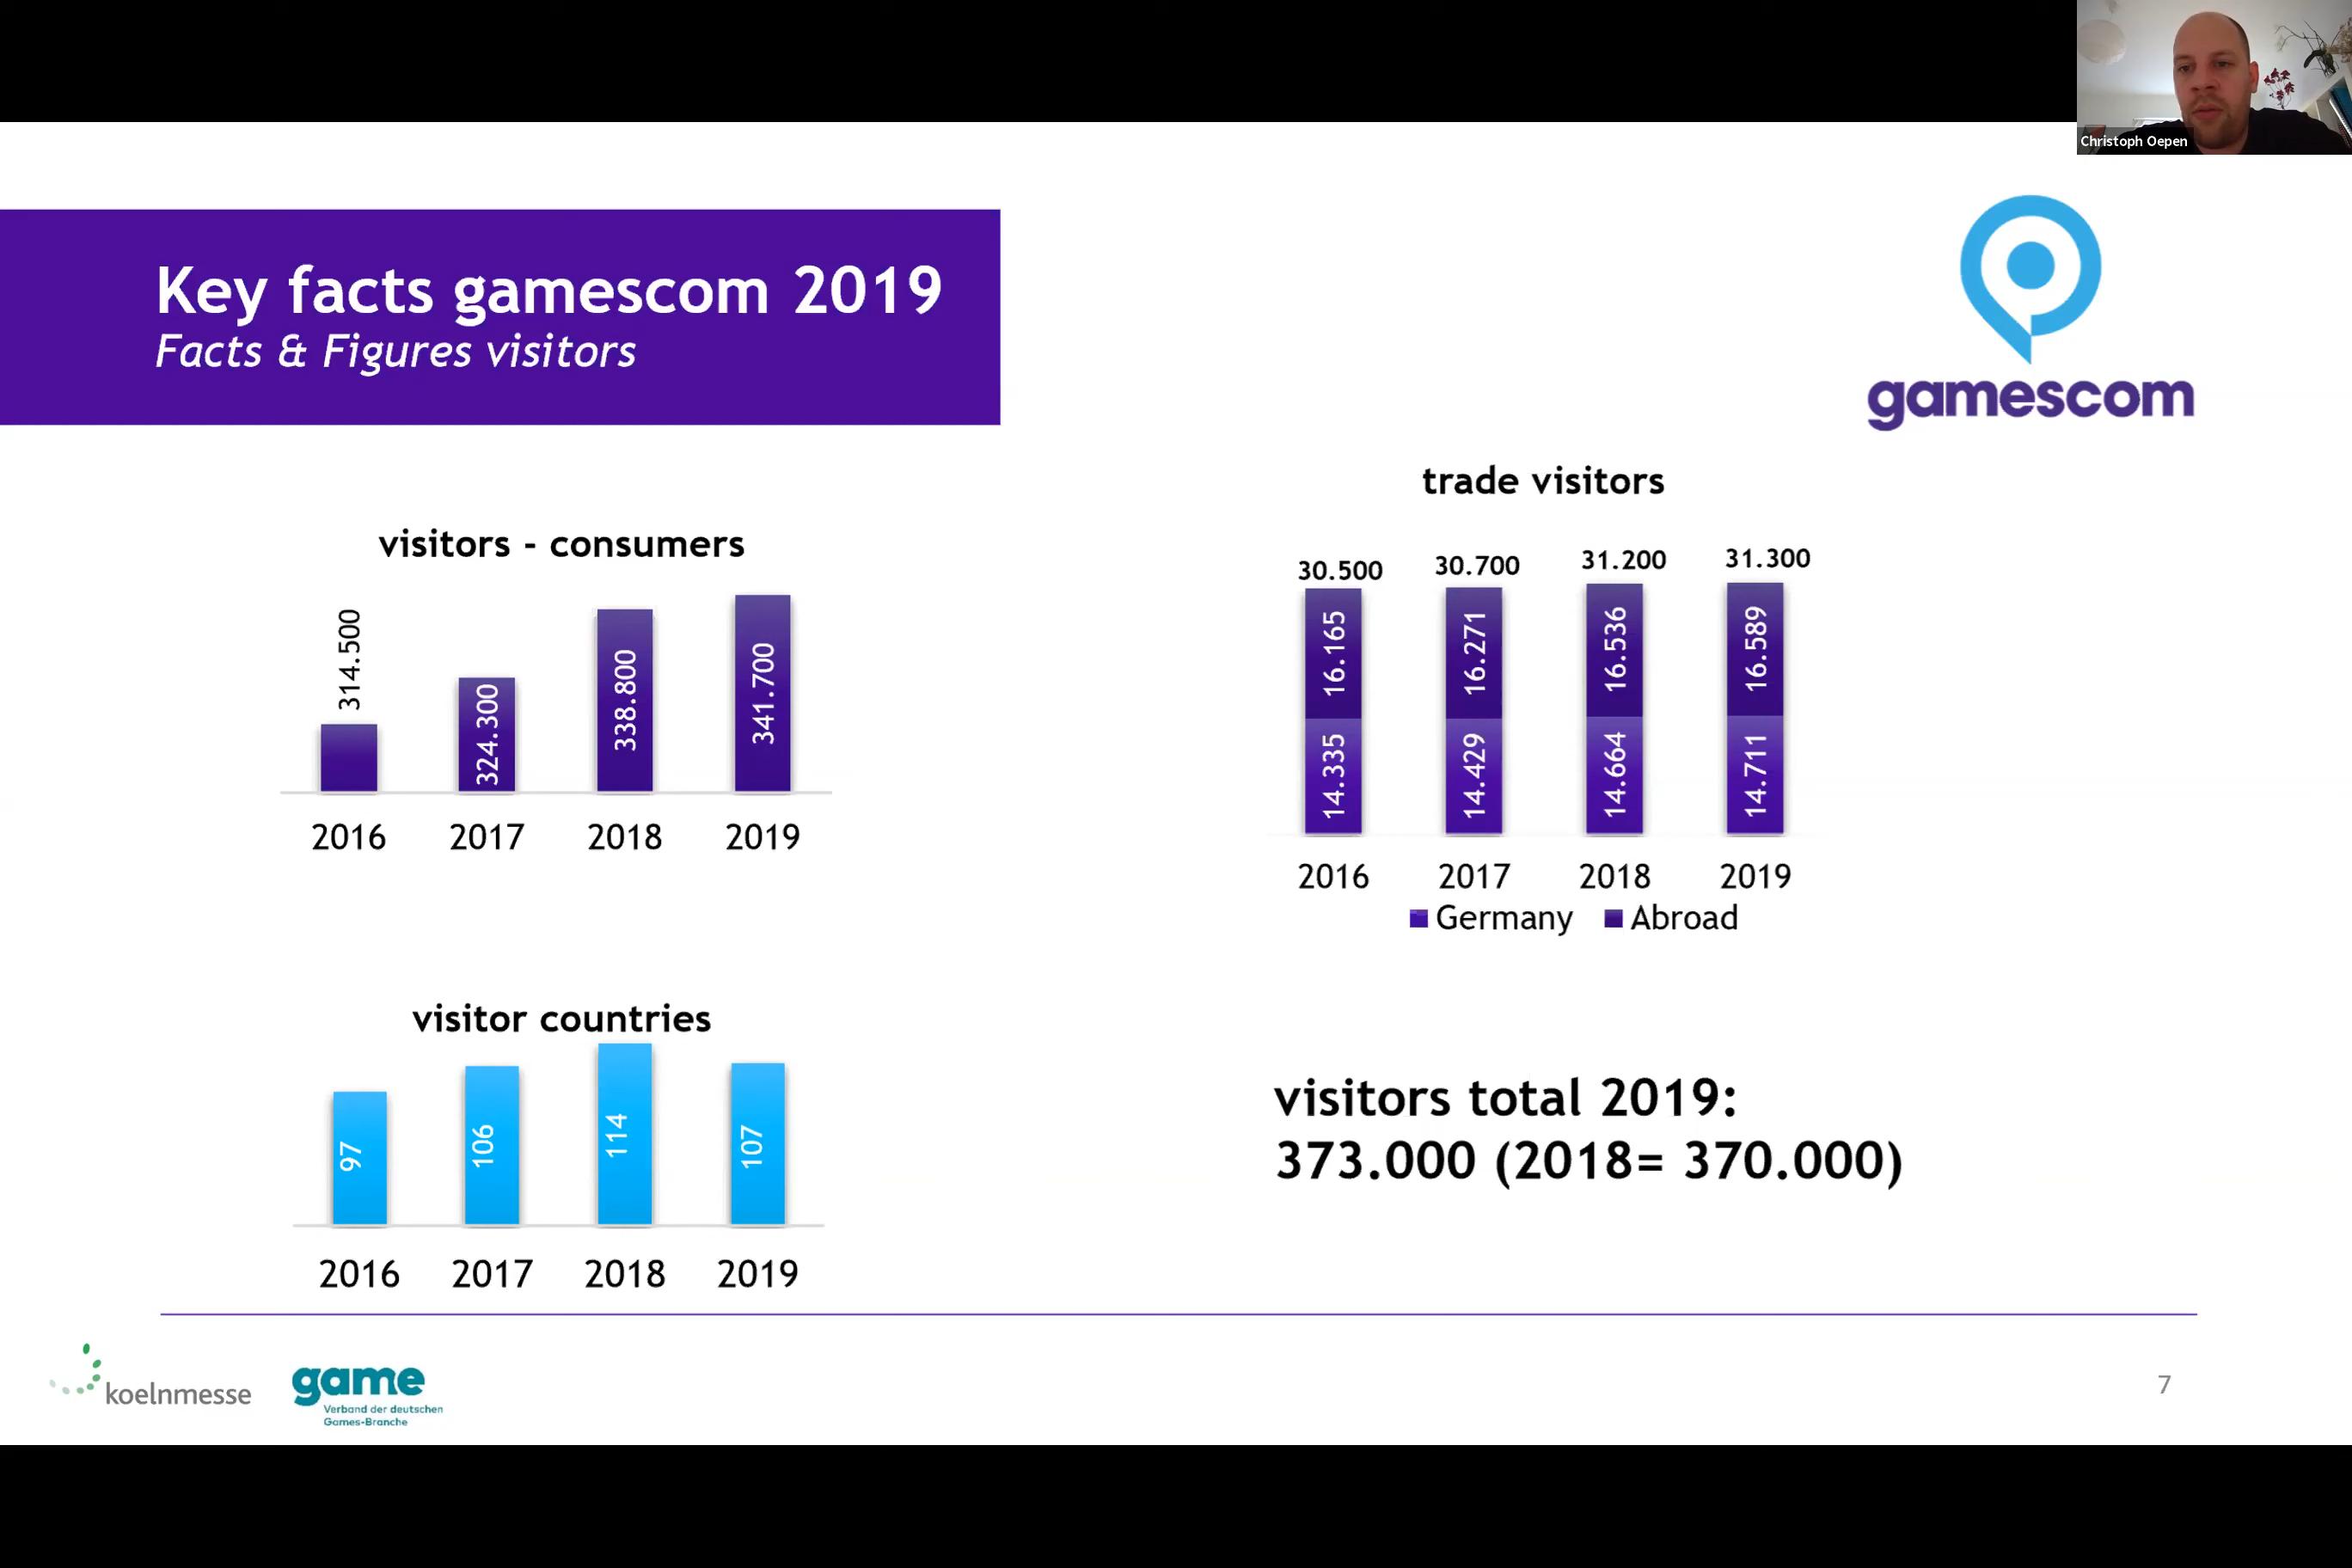 Christoph Oepen
Key facts gamescom 2019
Facts & Figures visitors
gamescom
visitors - consumers
314.500
324.300
338.800
341.700
2016 2017 2018 2019
trade visitors
30.500 30.700 31.200 31.300
16.165 16.271 16.536 16.589
14.335 14.429 14.664 14.711
2016 2017 2018 2019
Germany Abroad
visitor countries
97 106 114 107
2016 2017 2018 2019
visitors total 2019:
373.000 (2018= 370.000)
koelnmesse
game
Verband der deutschen
Games-Branche
7